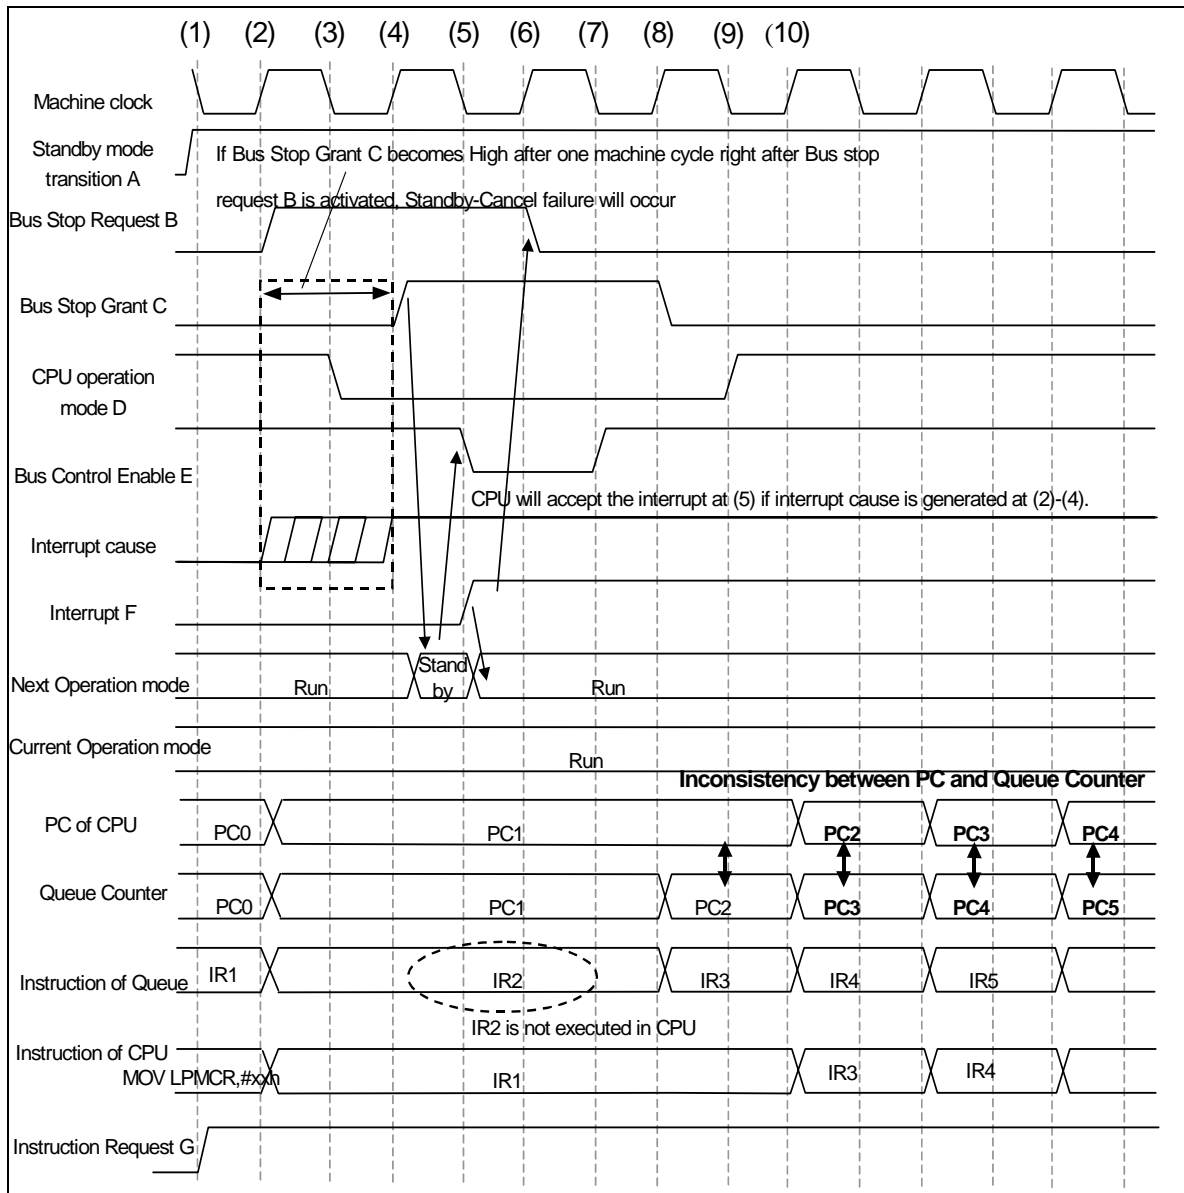 (1) (2) (3) (4) (5) (6) (7) (8) (9) (10)
Machine clock
Standby mode
transition A
If Bus Stop Grant C becomes High after one machine cycle right after Bus stop
request B is activated, Standby-Cancel failure will occur
Bus Stop Request B
Bus Stop Grant C
CPU operation
mode D
Bus Control Enable E
CPU will accept the interrupt at (5) if interrupt cause is generated at (2)-(4).
Interrupt cause
Interrupt F
Next Operation mode
Run
Stand
by
Run
Current Operation mode
Run
Inconsistency between PC and Queue Counter
PC of CPU
PC0 PC1 PC2 PC3 PC4
Queue Counter
PC0 PC1 PC2 PC3 PC4 PC5
Instruction of Queue
IR1 IR2 IR3 IR4 IR5
IR2 is not executed in CPU
Instruction of CPU
MOV LPMCR,#xxh IR1 IR3 IR4
Instruction Request G